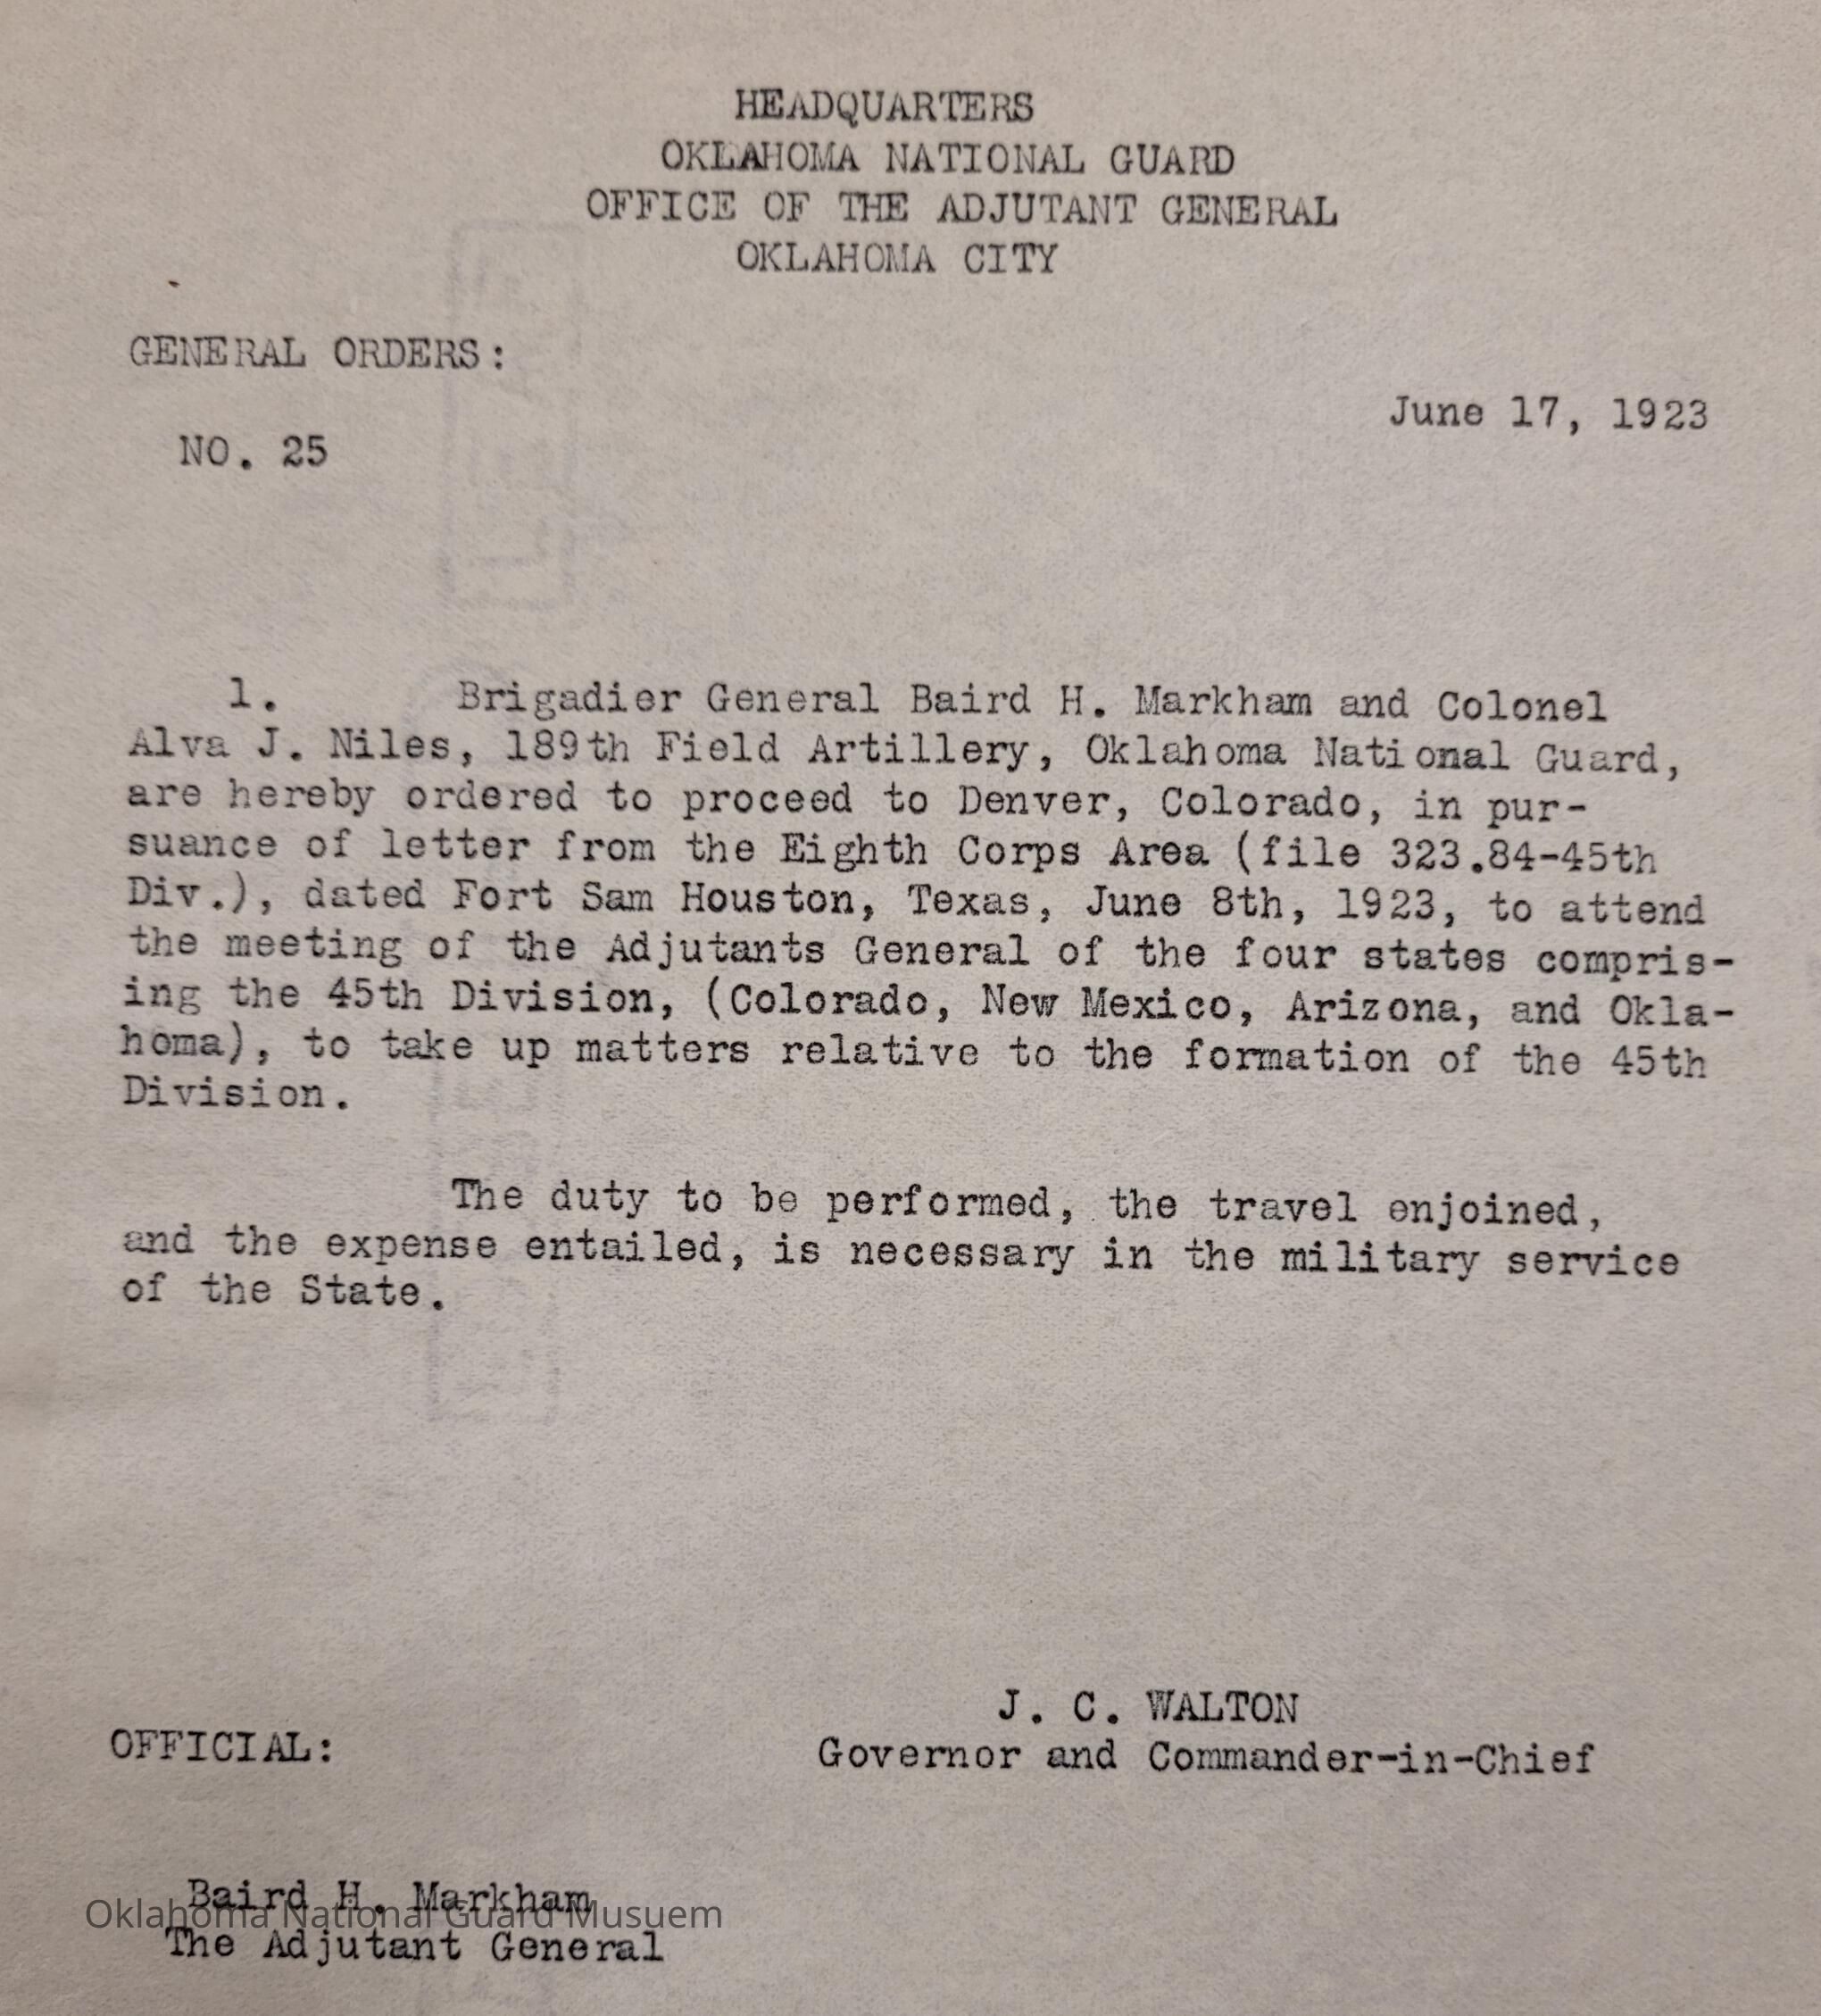 HEADQUARTERS
OKLAHOMA NATIONAL GUARD
OFFICE OF THE ADJUTANT GENERAL
OKLAHOMA CITY
GENERAL ORDERS:
June 17, 1923
NO. 25
1. Brigadier General Baird H. Markham and Colonel
Alva J. Niles, 189th Field Artillery, Oklahoma National Guard,
are hereby ordered to proceed to Denver, Colorado, in pur-
suance of letter from the Eighth Corps Area (file 323.84-45th
Div.), dated Fort Sam Houston, Texas, June 8th, 1923, to attend
the meeting of the Adjutants General of the four states compris-
ing the 45th Division, (Colorado, New Mexico, Arizona, and Okla-
homa), to take up matters relative to the formation of the 45th
Division.
The duty to be performed, the travel enjoined,
and the expense entailed, is necessary in the military service
of the State.
J. C. WALTON
Governor and Commander-in-Chief
OFFICIAL:
Baird H. Markham
Oklahoma National Guard Musuem
The Adjutant General